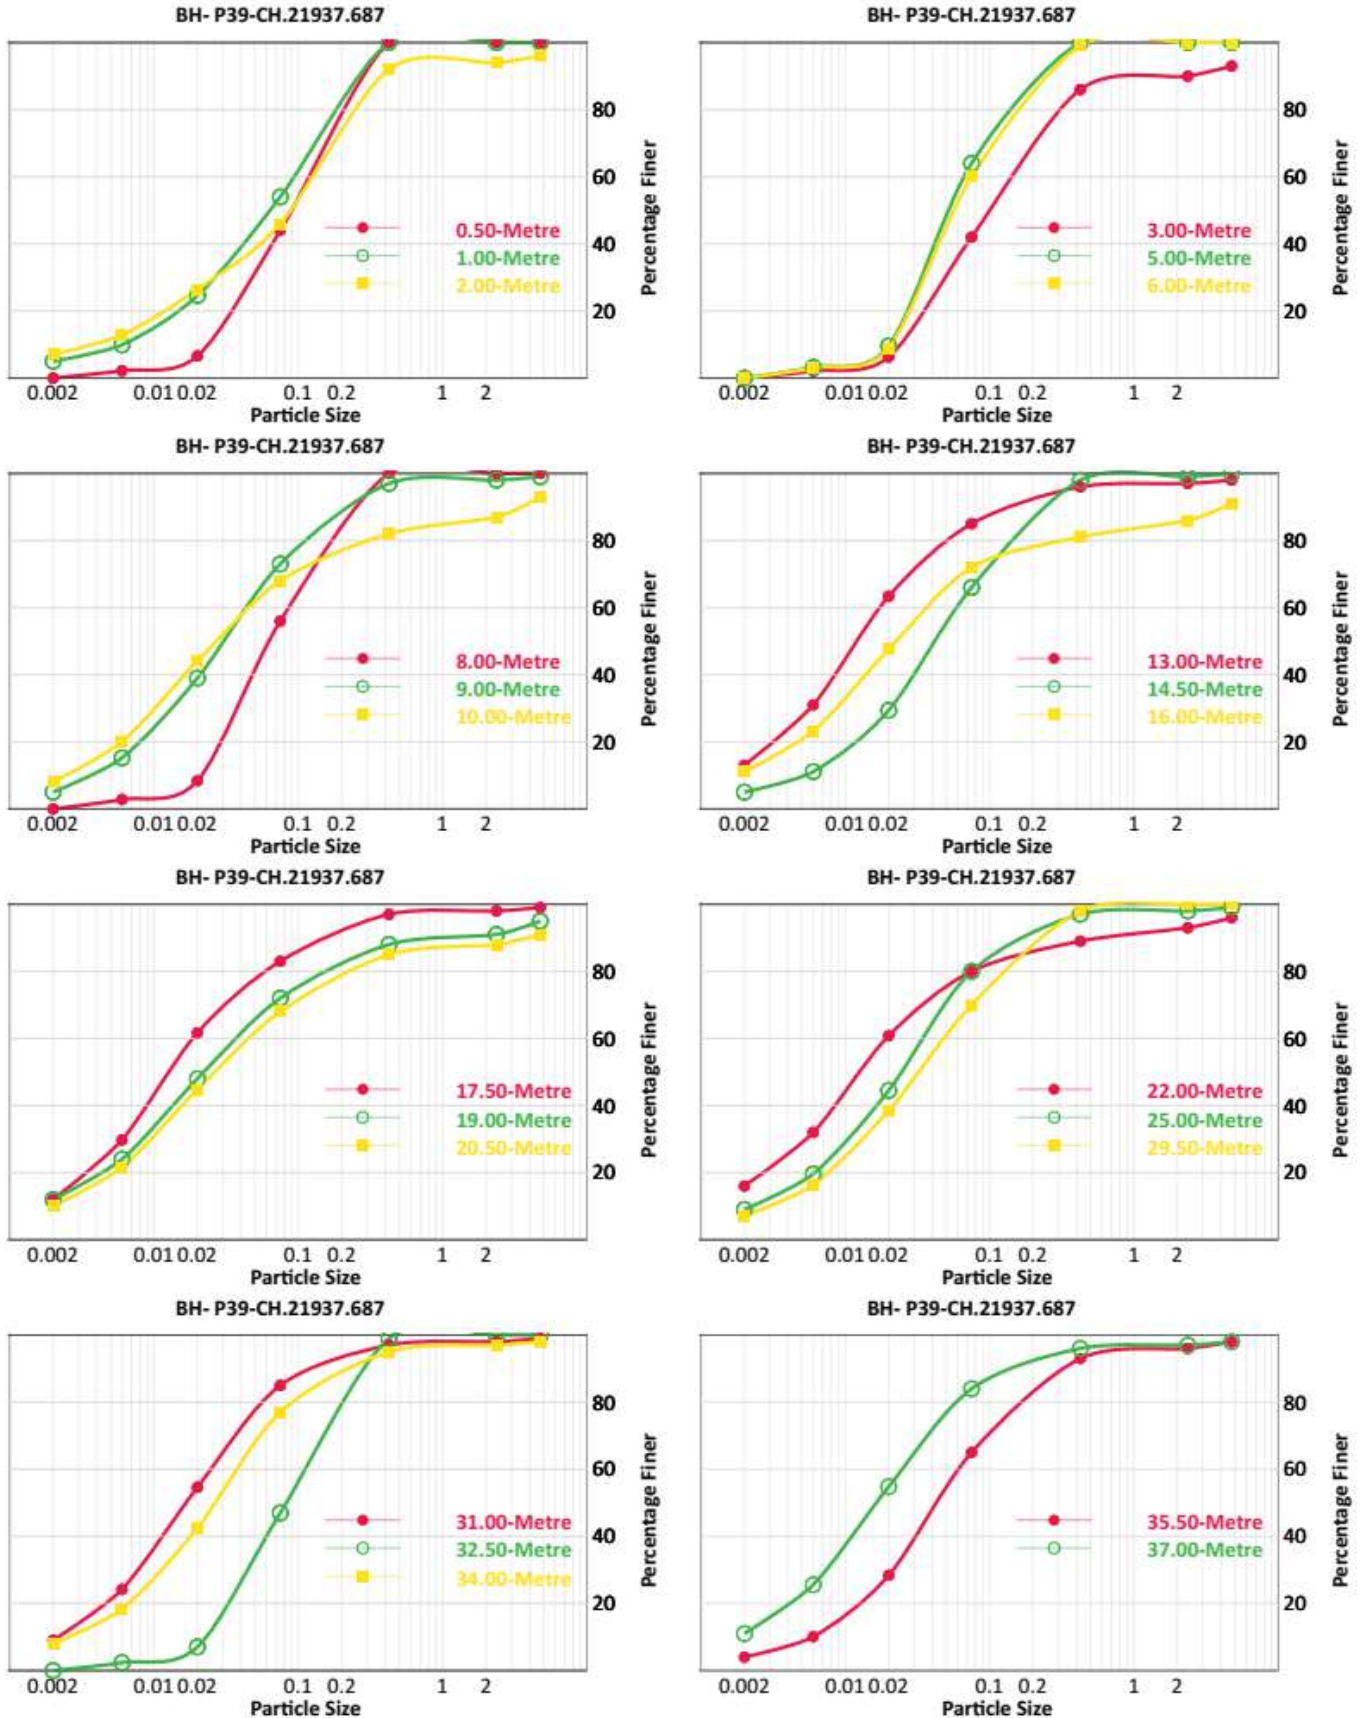 BH- P39-CH.21937.687
80
60
40
20
Percentage Finer
0.50-Metre
1.00-Metre
2.00-Metre
0.002 0.01 0.02 0.1 0.2 1 2
Particle Size
BH- P39-CH.21937.687
80
60
40
20
Percentage Finer
3.00-Metre
5.00-Metre
6.00-Metre
0.002 0.01 0.02 0.1 0.2 1 2
Particle Size
BH- P39-CH.21937.687
80
60
40
20
Percentage Finer
8.00-Metre
9.00-Metre
10.00-Metre
0.002 0.01 0.02 0.1 0.2 1 2
Particle Size
BH- P39-CH.21937.687
80
60
40
20
Percentage Finer
13.00-Metre
14.50-Metre
16.00-Metre
0.002 0.01 0.02 0.1 0.2 1 2
Particle Size
BH- P39-CH.21937.687
80
60
40
20
Percentage Finer
17.50-Metre
19.00-Metre
20.50-Metre
0.002 0.01 0.02 0.1 0.2 1 2
Particle Size
BH- P39-CH.21937.687
80
60
40
20
Percentage Finer
22.00-Metre
25.00-Metre
29.50-Metre
0.002 0.01 0.02 0.1 0.2 1 2
Particle Size
BH- P39-CH.21937.687
80
60
40
20
Percentage Finer
31.00-Metre
32.50-Metre
34.00-Metre
0.002 0.01 0.02 0.1 0.2 1 2
Particle Size
BH- P39-CH.21937.687
80
60
40
20
Percentage Finer
35.50-Metre
37.00-Metre
0.002 0.01 0.02 0.1 0.2 1 2
Particle Size